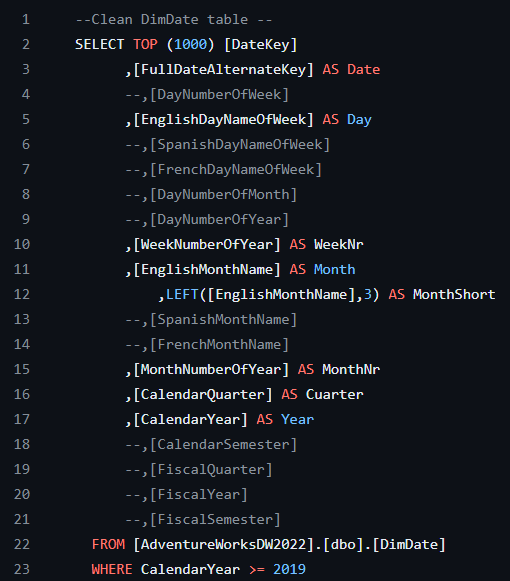 1 --Clean DimDate table --
2 SELECT TOP (1000) [DateKey]
3 ,[FullDateAlternateKey] AS Date
4 --,[DayNumberOfWeek]
5 ,[EnglishDayNameOfWeek] AS Day
6 --,[SpanishDayNameOfWeek]
7 --,[FrenchDayNameOfWeek]
8 --,[DayNumberOfMonth]
9 --,[DayNumberOfYear]
10 ,[WeekNumberOfYear] AS WeekNr
11 ,[EnglishMonthName] AS Month
12 ,LEFT([EnglishMonthName],3) AS MonthShort
13 --,[SpanishMonthName]
14 --,[FrenchMonthName]
15 ,[MonthNumberOfYear] AS MonthNr
16 ,[CalendarQuarter] AS Cuarter
17 ,[CalendarYear] AS Year
18 --,[CalendarSemester]
19 --,[FiscalQuarter]
20 --,[FiscalYear]
21 --,[FiscalSemester]
22 FROM [AdventureWorksDW2022].[dbo].[DimDate]
23 WHERE CalendarYear >= 2019